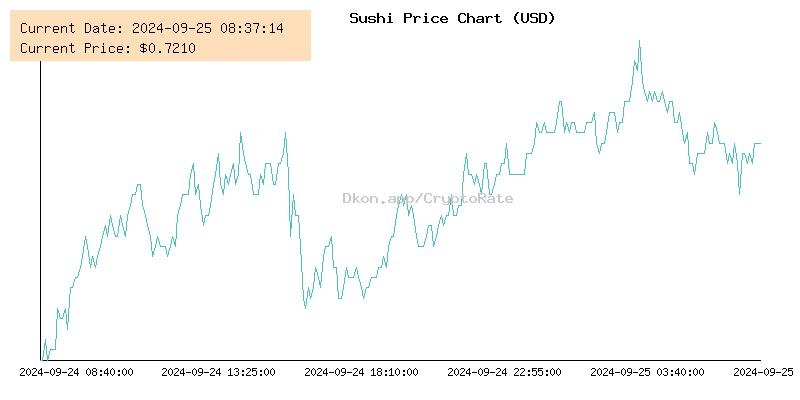 Sushi Price Chart (USD)
Current Date: 2024-09-25 08:37:14
Current Price: $0.7210
Dkon.app/CryptoRate
2024-09-24 08:40:00 2024-09-24 13:25:00 2024-09-24 18:10:00 2024-09-24 22:55:00 2024-09-25 03:40:00 2024-09-25